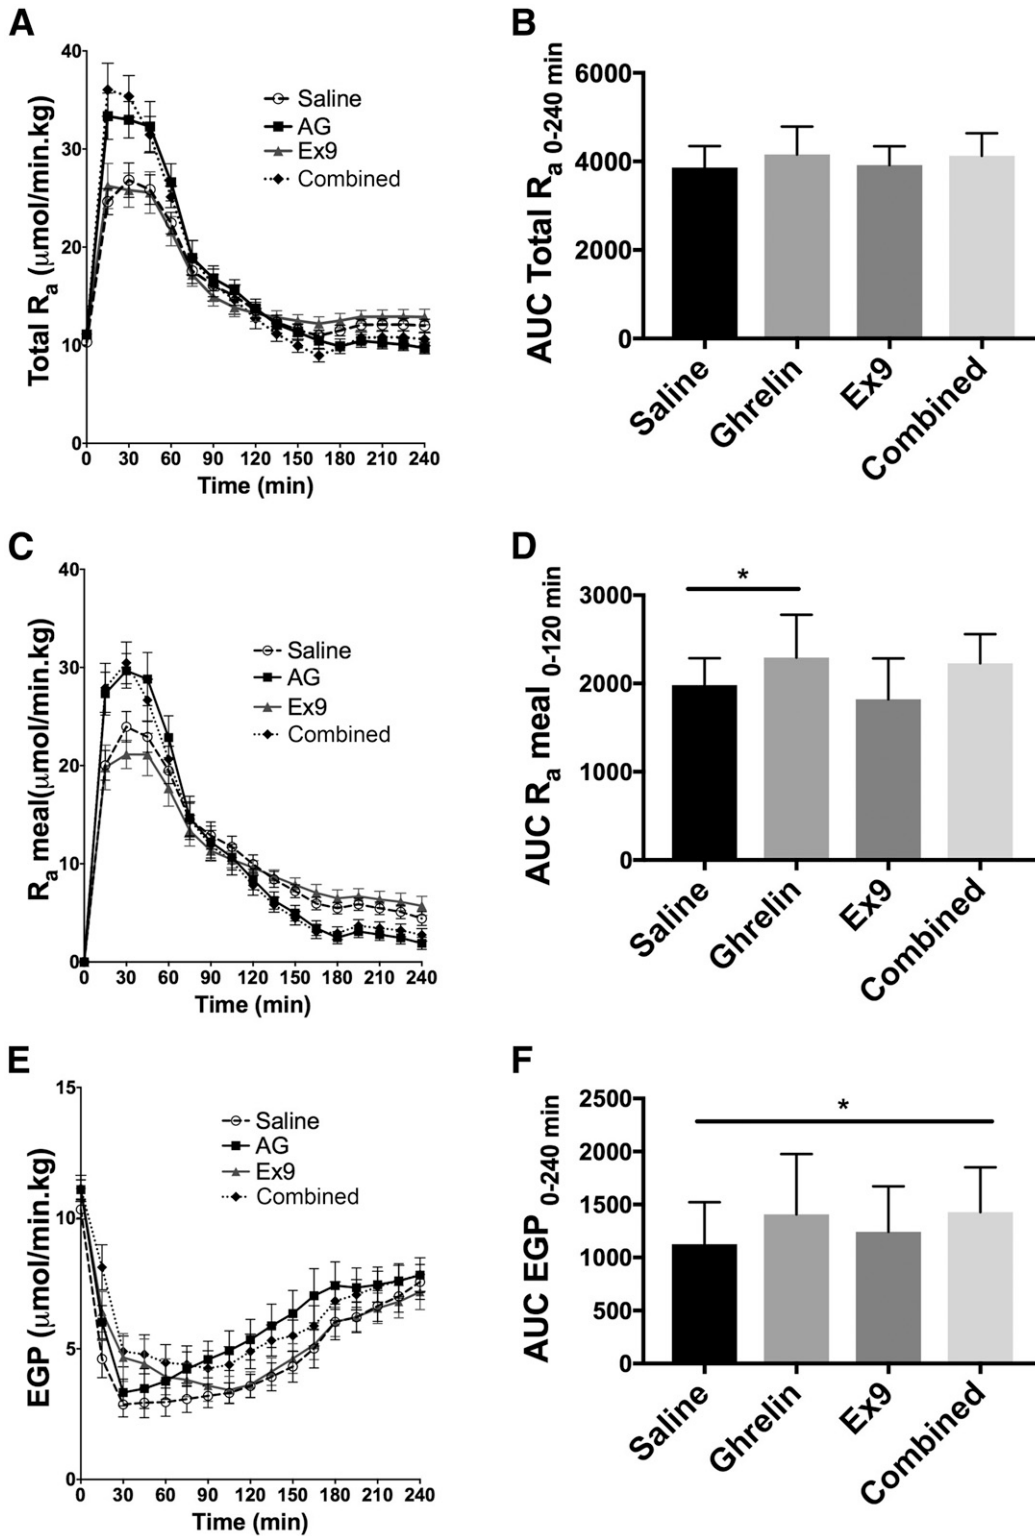 A
Total Ra (μmol/min.kg)
40
30
20
10
0
Saline
AG
Ex9
Combined
0 30 60 90 120 150 180 210 240
Time (min)
B
AUC Total Ra 0-240 min
6000
4000
2000
0
Saline
Ghrelin
Ex9
Combined
C
Ra meal(μmol/min.kg)
40
30
20
10
0
Saline
AG
Ex9
Combined
0 30 60 90 120 150 180 210 240
Time (min)
D
AUC Ra meal 0-120 min
*
3000
2000
1000
0
Saline
Ghrelin
Ex9
Combined
E
EGP (μmol/min.kg)
15
10
5
0
Saline
AG
Ex9
Combined
0 30 60 90 120 150 180 210 240
Time (min)
F
AUC EGP 0-240 min
*
2500
2000
1500
1000
500
0
Saline
Ghrelin
Ex9
Combined